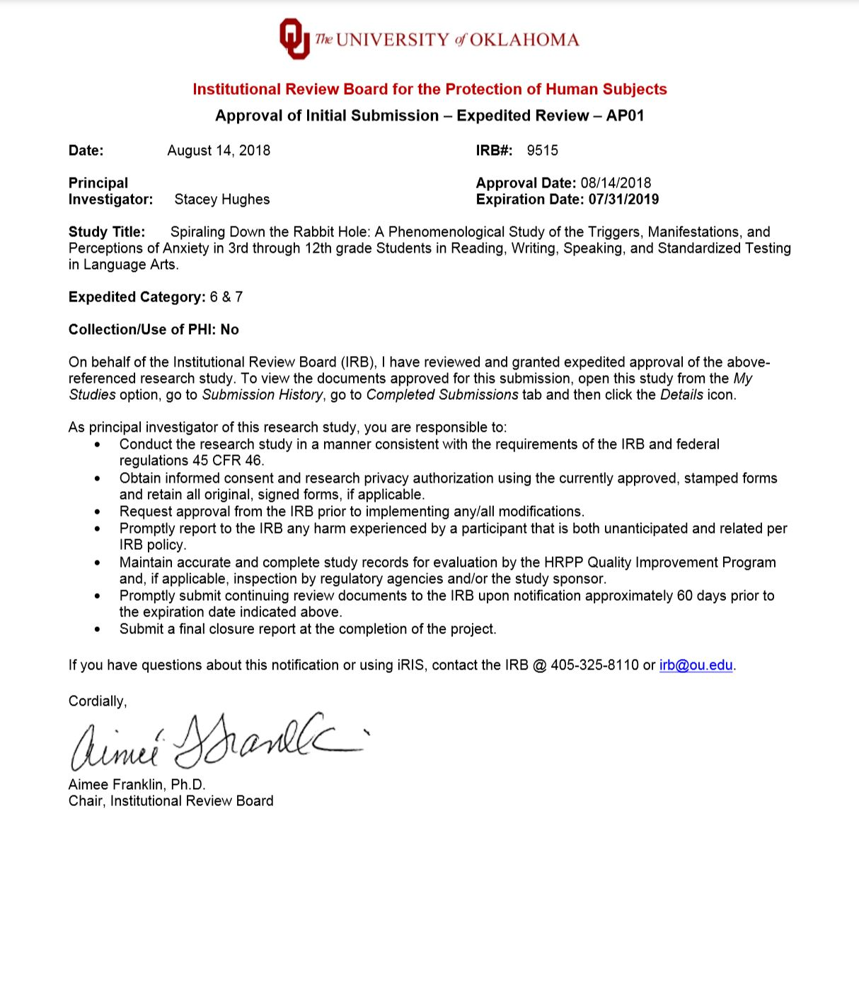 The UNIVERSITY of OKLAHOMA
Institutional Review Board for the Protection of Human Subjects
Approval of Initial Submission – Expedited Review – AP01
Date: August 14, 2018 IRB#: 9515
Principal
Investigator: Stacey Hughes
Approval Date: 08/14/2018
Expiration Date: 07/31/2019
Study Title: Spiraling Down the Rabbit Hole: A Phenomenological Study of the Triggers, Manifestations, and
Perceptions of Anxiety in 3rd through 12th grade Students in Reading, Writing, Speaking, and Standardized Testing
in Language Arts.
Expedited Category: 6 & 7
Collection/Use of PHI: No
On behalf of the Institutional Review Board (IRB), I have reviewed and granted expedited approval of the above-
referenced research study. To view the documents approved for this submission, open this study from the My
Studies option, go to Submission History, go to Completed Submissions tab and then click the Details icon.
As principal investigator of this research study, you are responsible to:
• Conduct the research study in a manner consistent with the requirements of the IRB and federal
regulations 45 CFR 46.
• Obtain informed consent and research privacy authorization using the currently approved, stamped forms
and retain all original, signed forms, if applicable.
• Request approval from the IRB prior to implementing any/all modifications.
• Promptly report to the IRB any harm experienced by a participant that is both unanticipated and related per
IRB policy.
• Maintain accurate and complete study records for evaluation by the HRPP Quality Improvement Program
and, if applicable, inspection by regulatory agencies and/or the study sponsor.
• Promptly submit continuing review documents to the IRB upon notification approximately 60 days prior to
the expiration date indicated above.
• Submit a final closure report at the completion of the project.
If you have questions about this notification or using iRIS, contact the IRB @ 405-325-8110 or irb@ou.edu.
Cordially,
Aimee Franklin, Ph.D.
Chair, Institutional Review Board